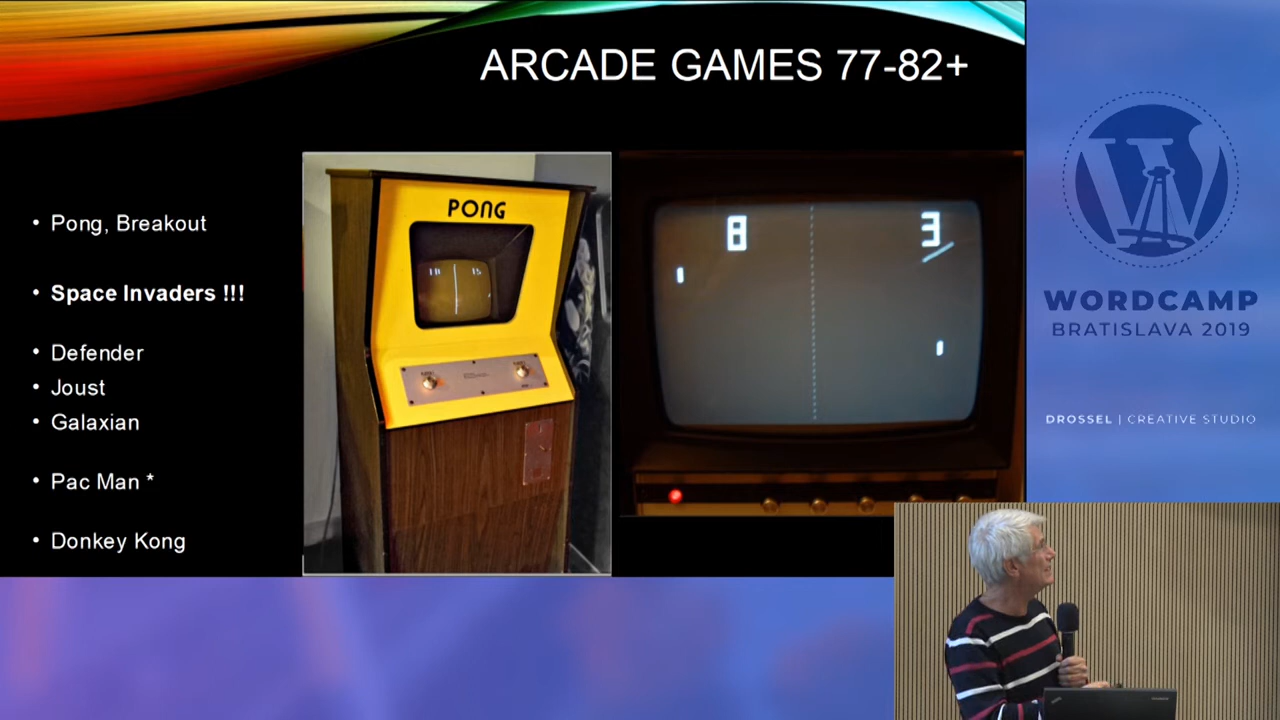 ARCADE GAMES 77-82+
• Pong, Breakout
• Space Invaders !!!
• Defender
• Joust
• Galaxian
• Pac Man *
• Donkey Kong
PONG
15
8 3
WORDCAMP
BRATISLAVA 2019
DROSSEL | CREATIVE STUDIO